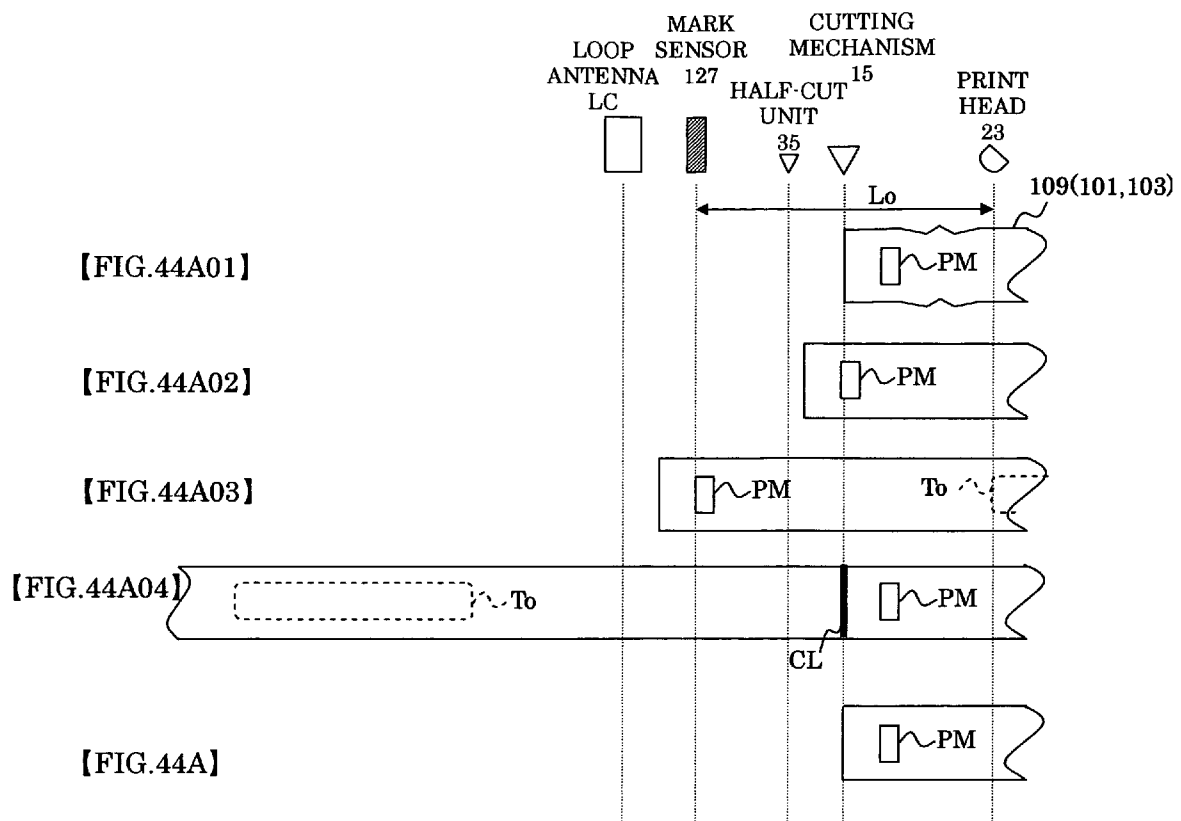 LOOP
ANTENNA
LC
MARK
SENSOR
127
HALF-CUT
UNIT
35
CUTTING
MECHANISM
15
PRINT
HEAD
23
Lo
109(101,103)
【FIG.44A01】
PM
【FIG.44A02】
PM
【FIG.44A03】
PM
To
【FIG.44A04】
To
PM
CL
【FIG.44A】
PM